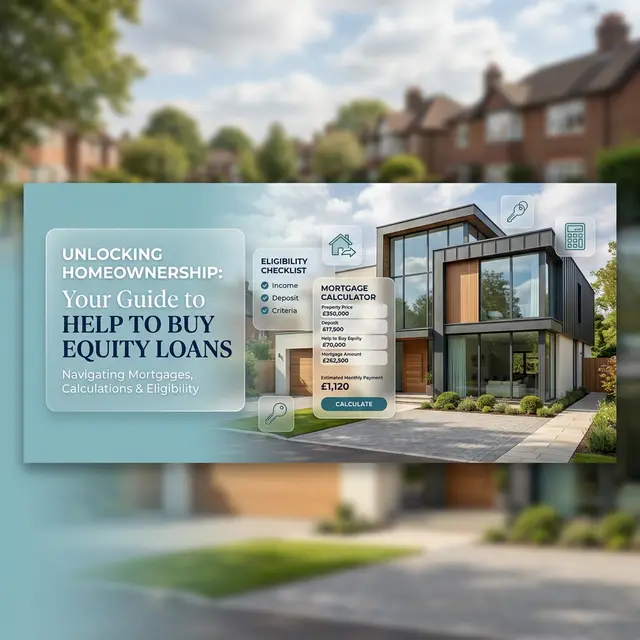 UNLOCKING
HOMEOWNERSHIP:
Your Guide to
HELP TO BUY
EQUITY LOANS
Navigating Mortgages,
Calculations & Eligibility
ELIGIBILITY
CHECKLIST
Income
Deposit
Criteria
MORTGAGE
CALCULATOR
Property Price
£350,000
Deposit
£17,500
Help to Buy Equity
£70,000
Mortgage Amount
£262,500
Estimated Monthly Payment
£1,120
CALCULATE